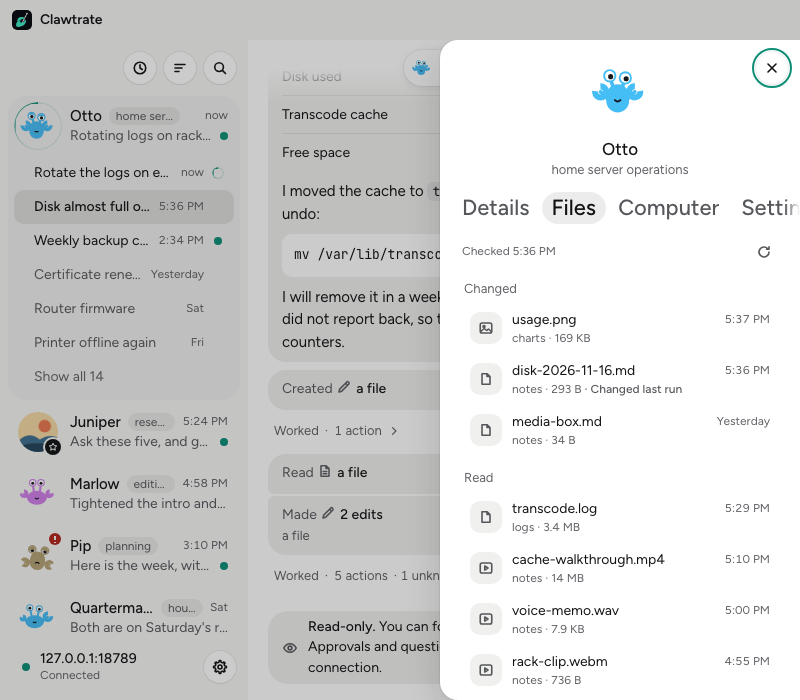 Clawtrate
Otto
home ser...
now
Rotating logs on rack...
Rotate the logs on e...
now
Disk almost full o...
5:36 PM
Weekly backup c...
2:34 PM
Certificate rene...
Yesterday
Router firmware
Sat
Printer offline again
Fri
Show all 14
Juniper
rese...
5:24 PM
Ask these five, and g...
Marlow
editi...
4:58 PM
Tightened the intro and...
Pip
planning
3:10 PM
Here is the week, wit...
Quarterma...
hou...
Sat
Both are on Saturday's r...
127.0.0.1:18789
Connected
Disk used
Transcode cache
Free space
I moved the cache to
undo:
mv /var/lib/transc
I will remove it in a week
did not report back, so
counters.
Created a file
Worked · 1 action
Read a file
Made 2 edits
a file
Worked · 5 actions · 1
Read-only. You can
Approvals and
connection.
Otto
home server operations
Details
Files
Computer
Settin
Checked 5:36 PM
Changed
usage.png
5:37 PM
charts · 169 KB
disk-2026-11-16.md
5:36 PM
notes · 293 B · Changed last run
media-box.md
Yesterday
notes · 34 B
Read
transcode.log
5:29 PM
logs · 3.4 MB
cache-walkthrough.mp4
5:10 PM
notes · 14 MB
voice-memo.wav
5:00 PM
notes · 7.9 KB
rack-clip.webm
4:55 PM
notes · 736 B